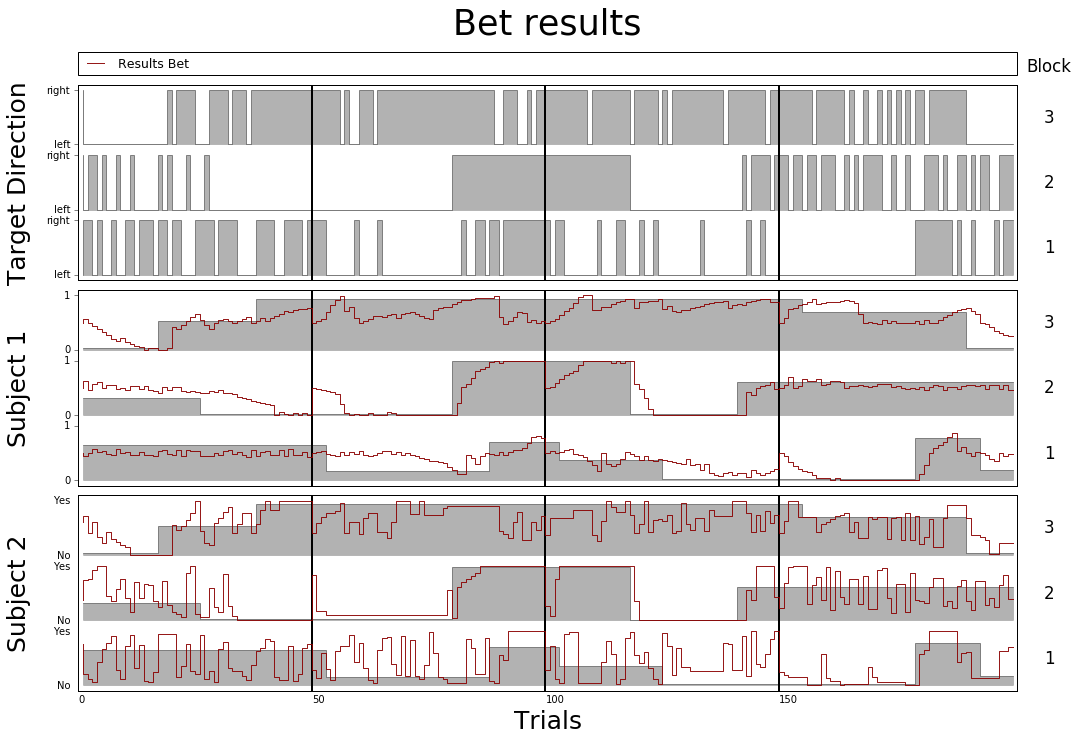 Bet results
Results Bet
Block
Target Direction
right
left
3
right
left
2
right
left
1
Subject 1
1
0
3
1
0
2
1
0
1
Subject 2
Yes
No
3
Yes
No
2
Yes
No
1
0 50 100 150
Trials